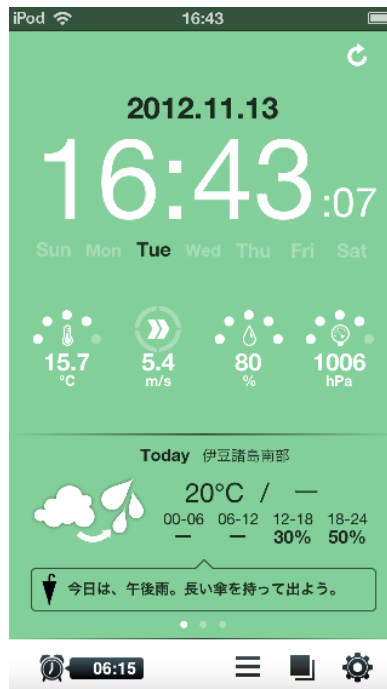 iPod 16:43
2012.11.13
16:43:07
Sun Mon Tue Wed Thu Fri Sat
15.7 5.4 80 1006
°C m/s % hPa
Today 伊豆諸島南部
20°C / —
00-06 06-12 12-18 18-24
— — 30% 50%
今日は、午後雨。長い傘を持って出よう。
06:15